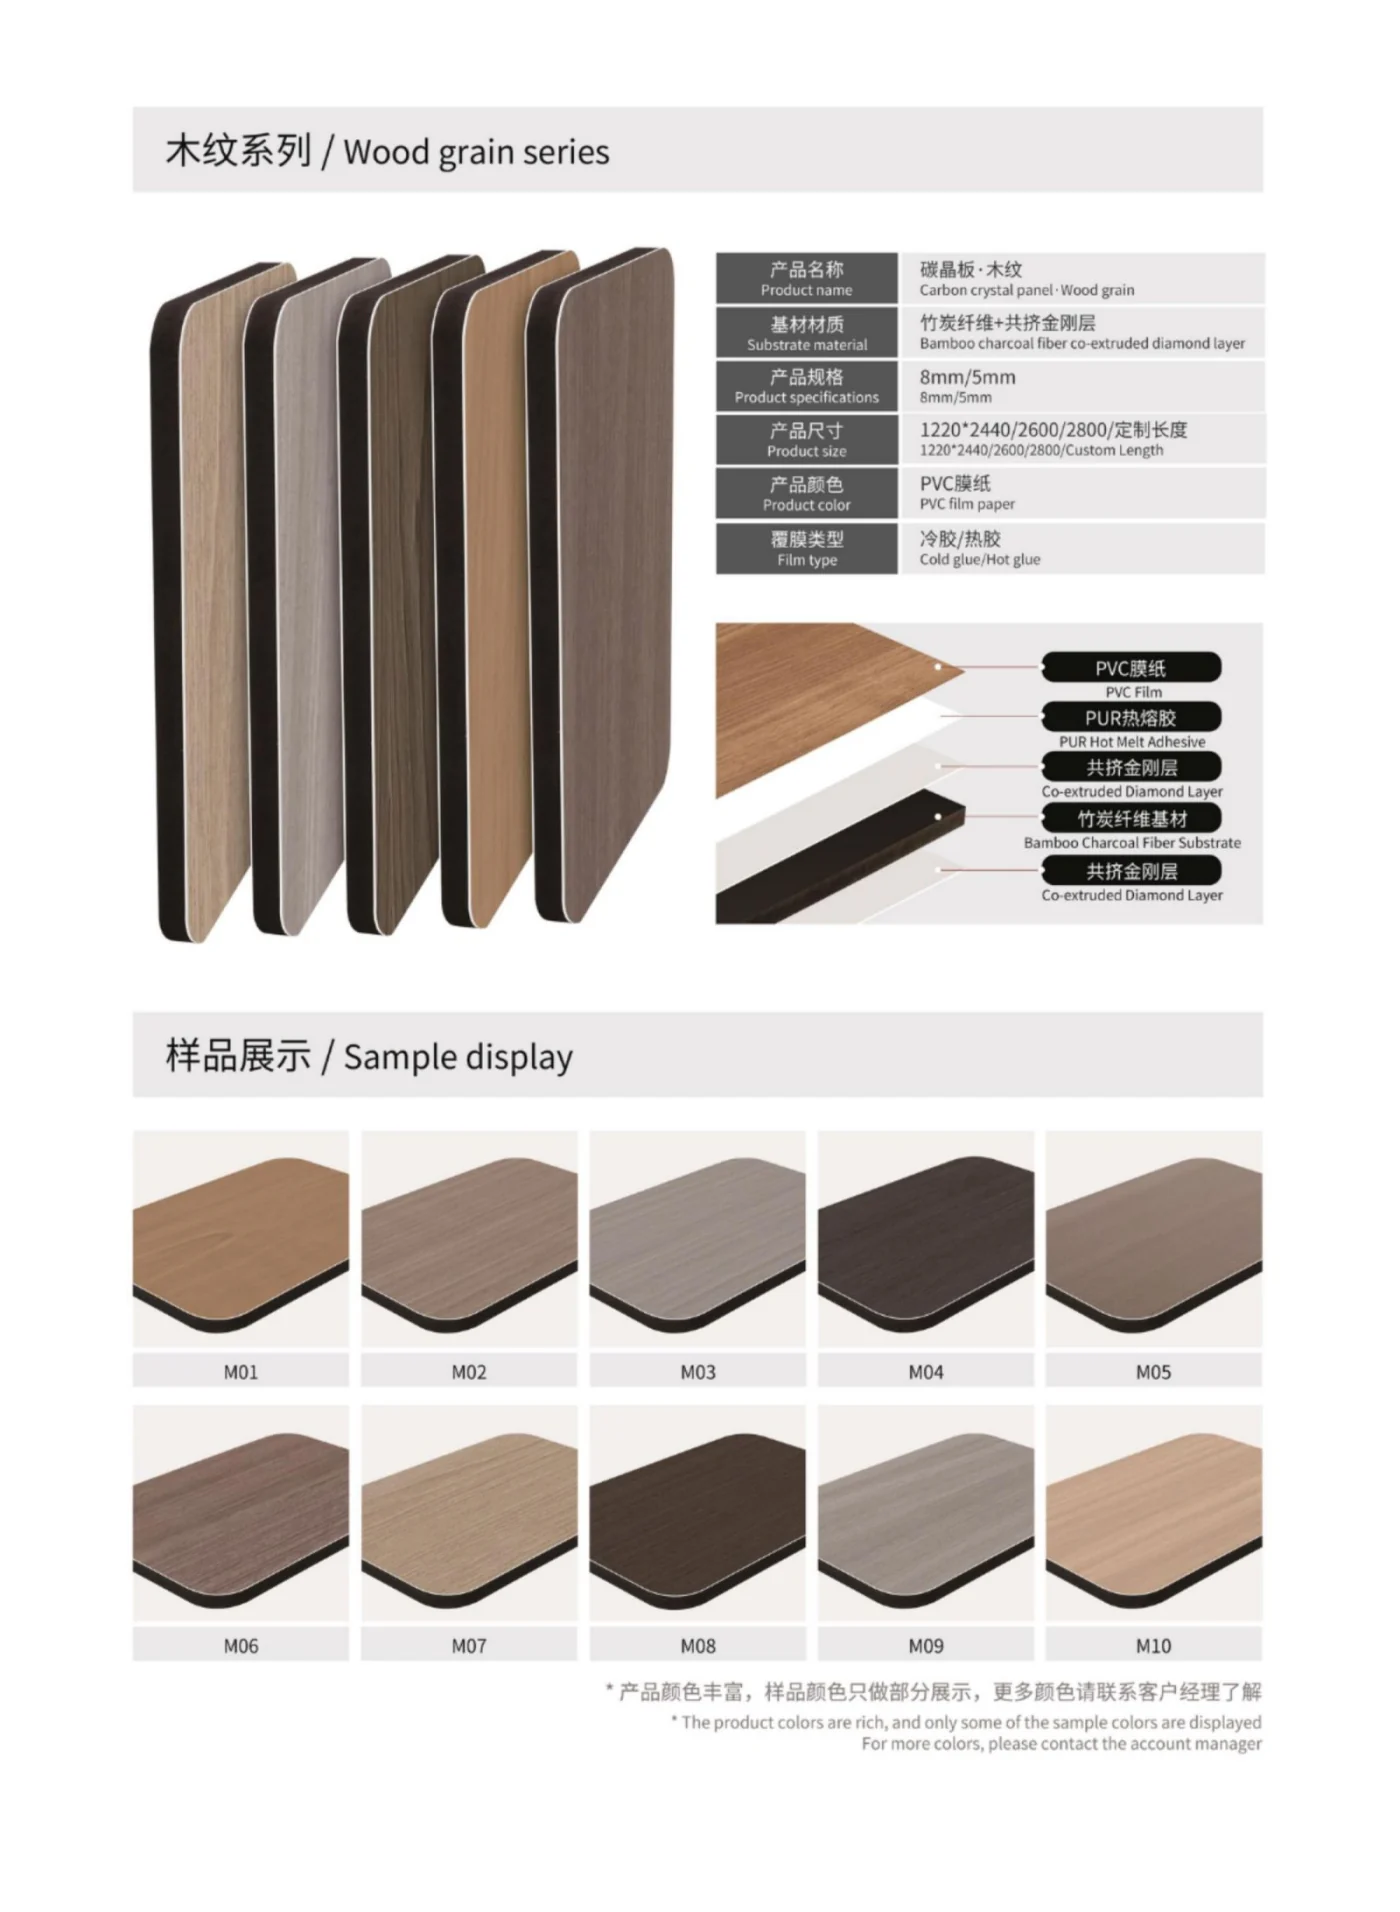 木纹系列 / Wood grain series
产品名称
Product name
碳晶板·木纹
Carbon crystal panel·Wood grain
基材材质
Substrate material
竹炭纤维+共挤金刚层
Bamboo charcoal fiber co-extruded diamond layer
产品规格
Product specifications
8mm/5mm
8mm/5mm
产品尺寸
Product size
1220*2440/2600/2800/定制长度
1220*2440/2600/2800/Custom Length
产品颜色
Product color
PVC膜纸
PVC film paper
覆膜类型
Film type
冷胶/热胶
Cold glue/Hot glue
PVC膜纸
PVC Film
PUR热熔胶
PUR Hot Melt Adhesive
共挤金刚层
Co-extruded Diamond Layer
竹炭纤维基材
Bamboo Charcoal Fiber Substrate
共挤金刚层
Co-extruded Diamond Layer
样品展示 / Sample display
M01
M02
M03
M04
M05
M06
M07
M08
M09
M10
* 产品颜色丰富，样品颜色只做部分展示，更多颜色请联系客户经理了解
* The product colors are rich, and only some of the sample colors are displayed
For more colors, please contact the account manager